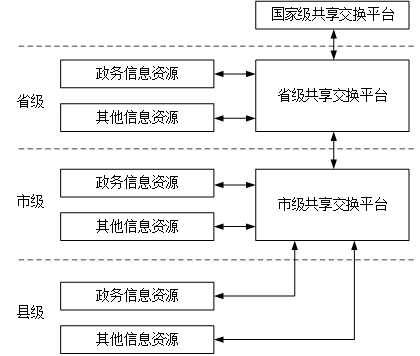 国家级共享交换平台
政务信息资源
省级
省级共享交换平台
其他信息资源
政务信息资源
市级
市级共享交换平台
其他信息资源
县级
政务信息资源
其他信息资源